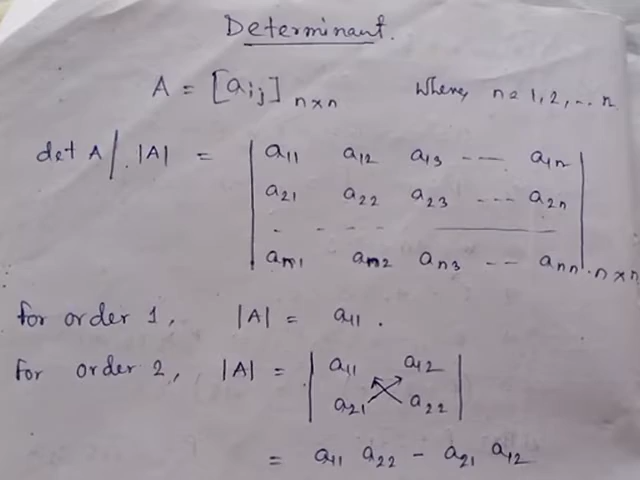 Determinant.
A = [aij] n×n Where, n = 1, 2, ... n
det A / |A| = | a11 a12 a13 ---- a1n |
| a21 a22 a23 ---- a2n |
- - - -
| an1 an2 an3 --- ann | n×n
for order 1, |A| = a11 .
For order 2, |A| = | a11 a12 |
| a21 a22 |
= a11 a22 - a21 a12